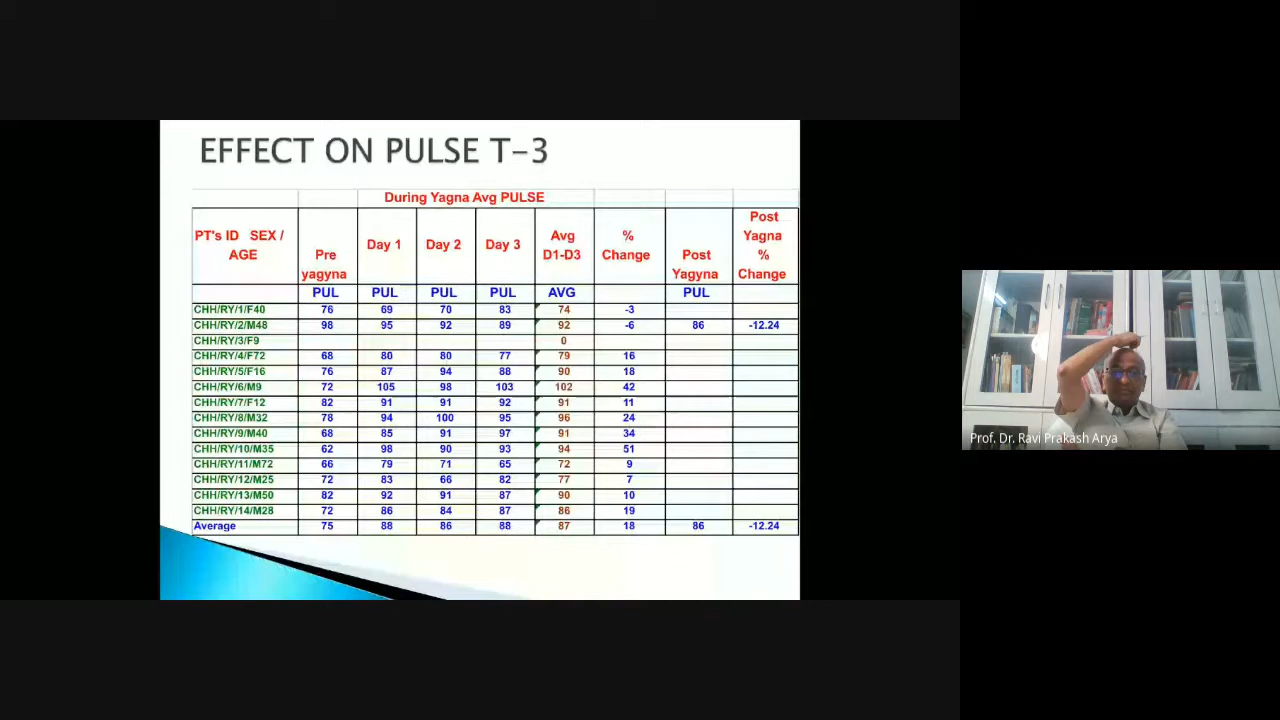 EFFECT ON PULSE T-3
During Yagna Avg PULSE
PT's ID SEX / AGE Pre yagyna Day 1 Day 2 Day 3 Avg D1-D3 % Change Post Yagyna Post Yagna % Change
PUL PUL PUL PUL AVG PUL
CHH/RY/1/F40 76 69 70 83 74 -3
CHH/RY/2/M48 98 95 92 89 92 -6 86 -12.24
CHH/RY/3/F9 0
CHH/RY/4/F72 68 80 80 77 79 16
CHH/RY/5/F16 76 87 94 88 90 18
CHH/RY/6/M9 72 105 98 103 102 42
CHH/RY/7/F12 82 91 91 92 91 11
CHH/RY/8/M32 78 94 100 95 96 24
CHH/RY/9/M40 68 85 91 97 91 34
CHH/RY/10/M35 62 98 90 93 94 51
CHH/RY/11/M72 66 79 71 65 72 9
CHH/RY/12/M25 72 83 66 82 77 7
CHH/RY/13/M50 82 92 91 87 90 10
CHH/RY/14/M28 72 86 84 87 86 19
Average 75 88 86 88 87 18 86 -12.24
Prof. Dr. Ravi Prakash Arya